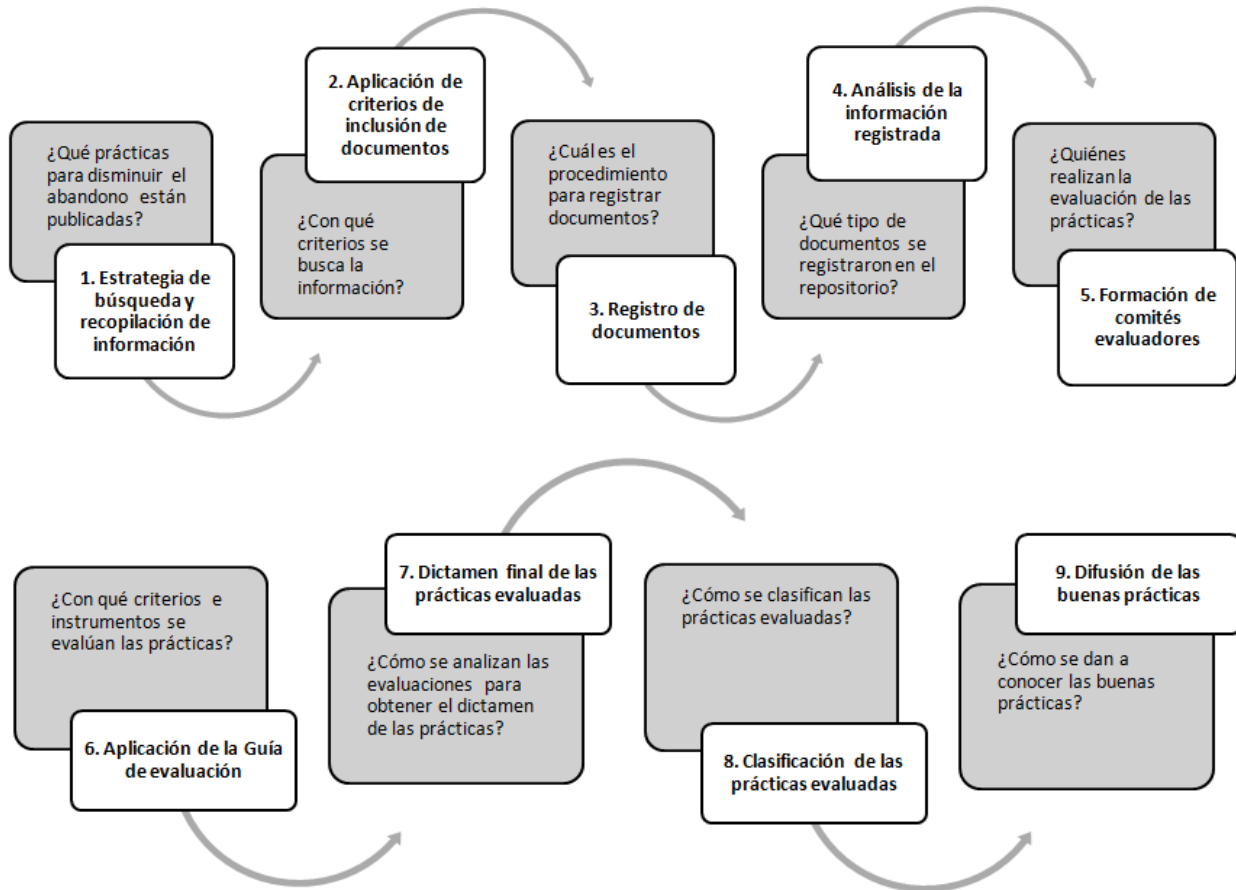 ¿Qué prácticas
para disminuir el
abandono están
publicadas?
1. Estrategia de
búsqueda y
recopilación de
información
2. Aplicación de
criterios de
inclusión de
documentos
¿Con qué
criterios se
busca la
información?
¿Cuál es el
procedimiento
para registrar
documentos?
3. Registro de
documentos
4. Análisis de la
información
registrada
¿Qué tipo de
documentos se
registraron en el
repositorio?
¿Quiénes
realizan la
evaluación de las
prácticas?
5. Formación de
comités
evaluadores
¿Con qué criterios e
instrumentos se
evalúan las prácticas?
6. Aplicación de la Guía
de evaluación
7. Dictamen final de las
prácticas evaluadas
¿Cómo se analizan las
evaluaciones para
obtener el dictamen
de las prácticas?
¿Cómo se clasifican las
prácticas evaluadas?
8. Clasificación de las
prácticas evaluadas
9. Difusión de las
buenas prácticas
¿Cómo se dan a
conocer las buenas
prácticas?